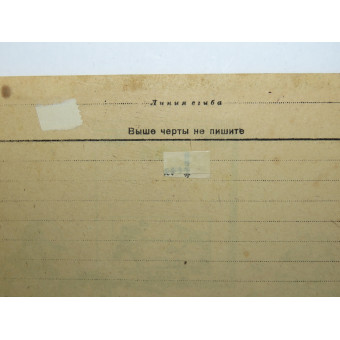 Линия сгиба
Выше черты не пишите